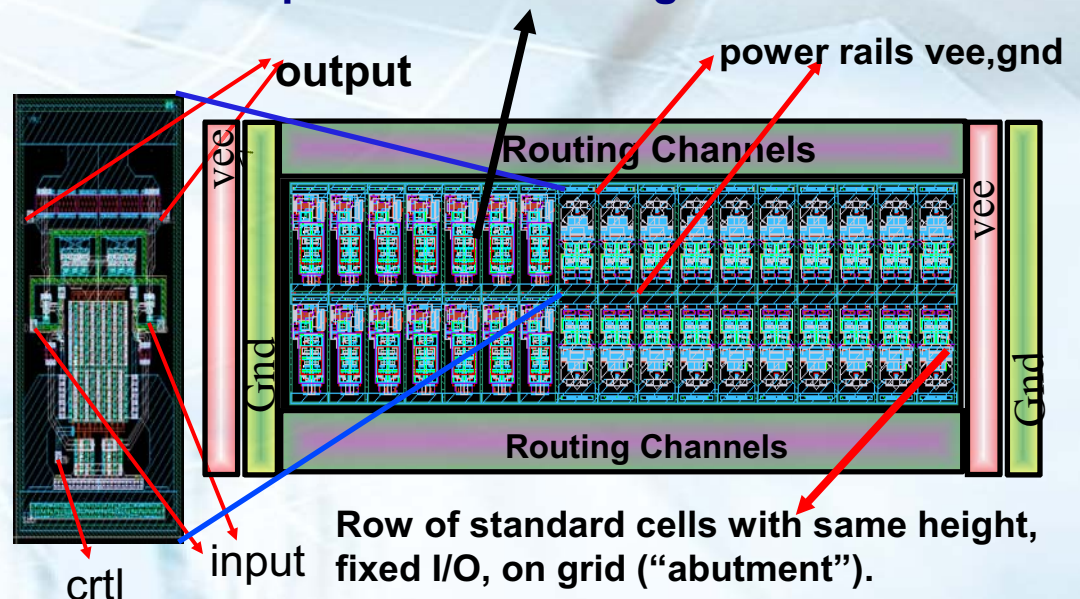 output
power rails vee,gnd
vee
Routing Channels
vee
Gnd
Gnd
Routing Channels
Row of standard cells with same height,
fixed I/O, on grid (“abutment”).
input
crtl